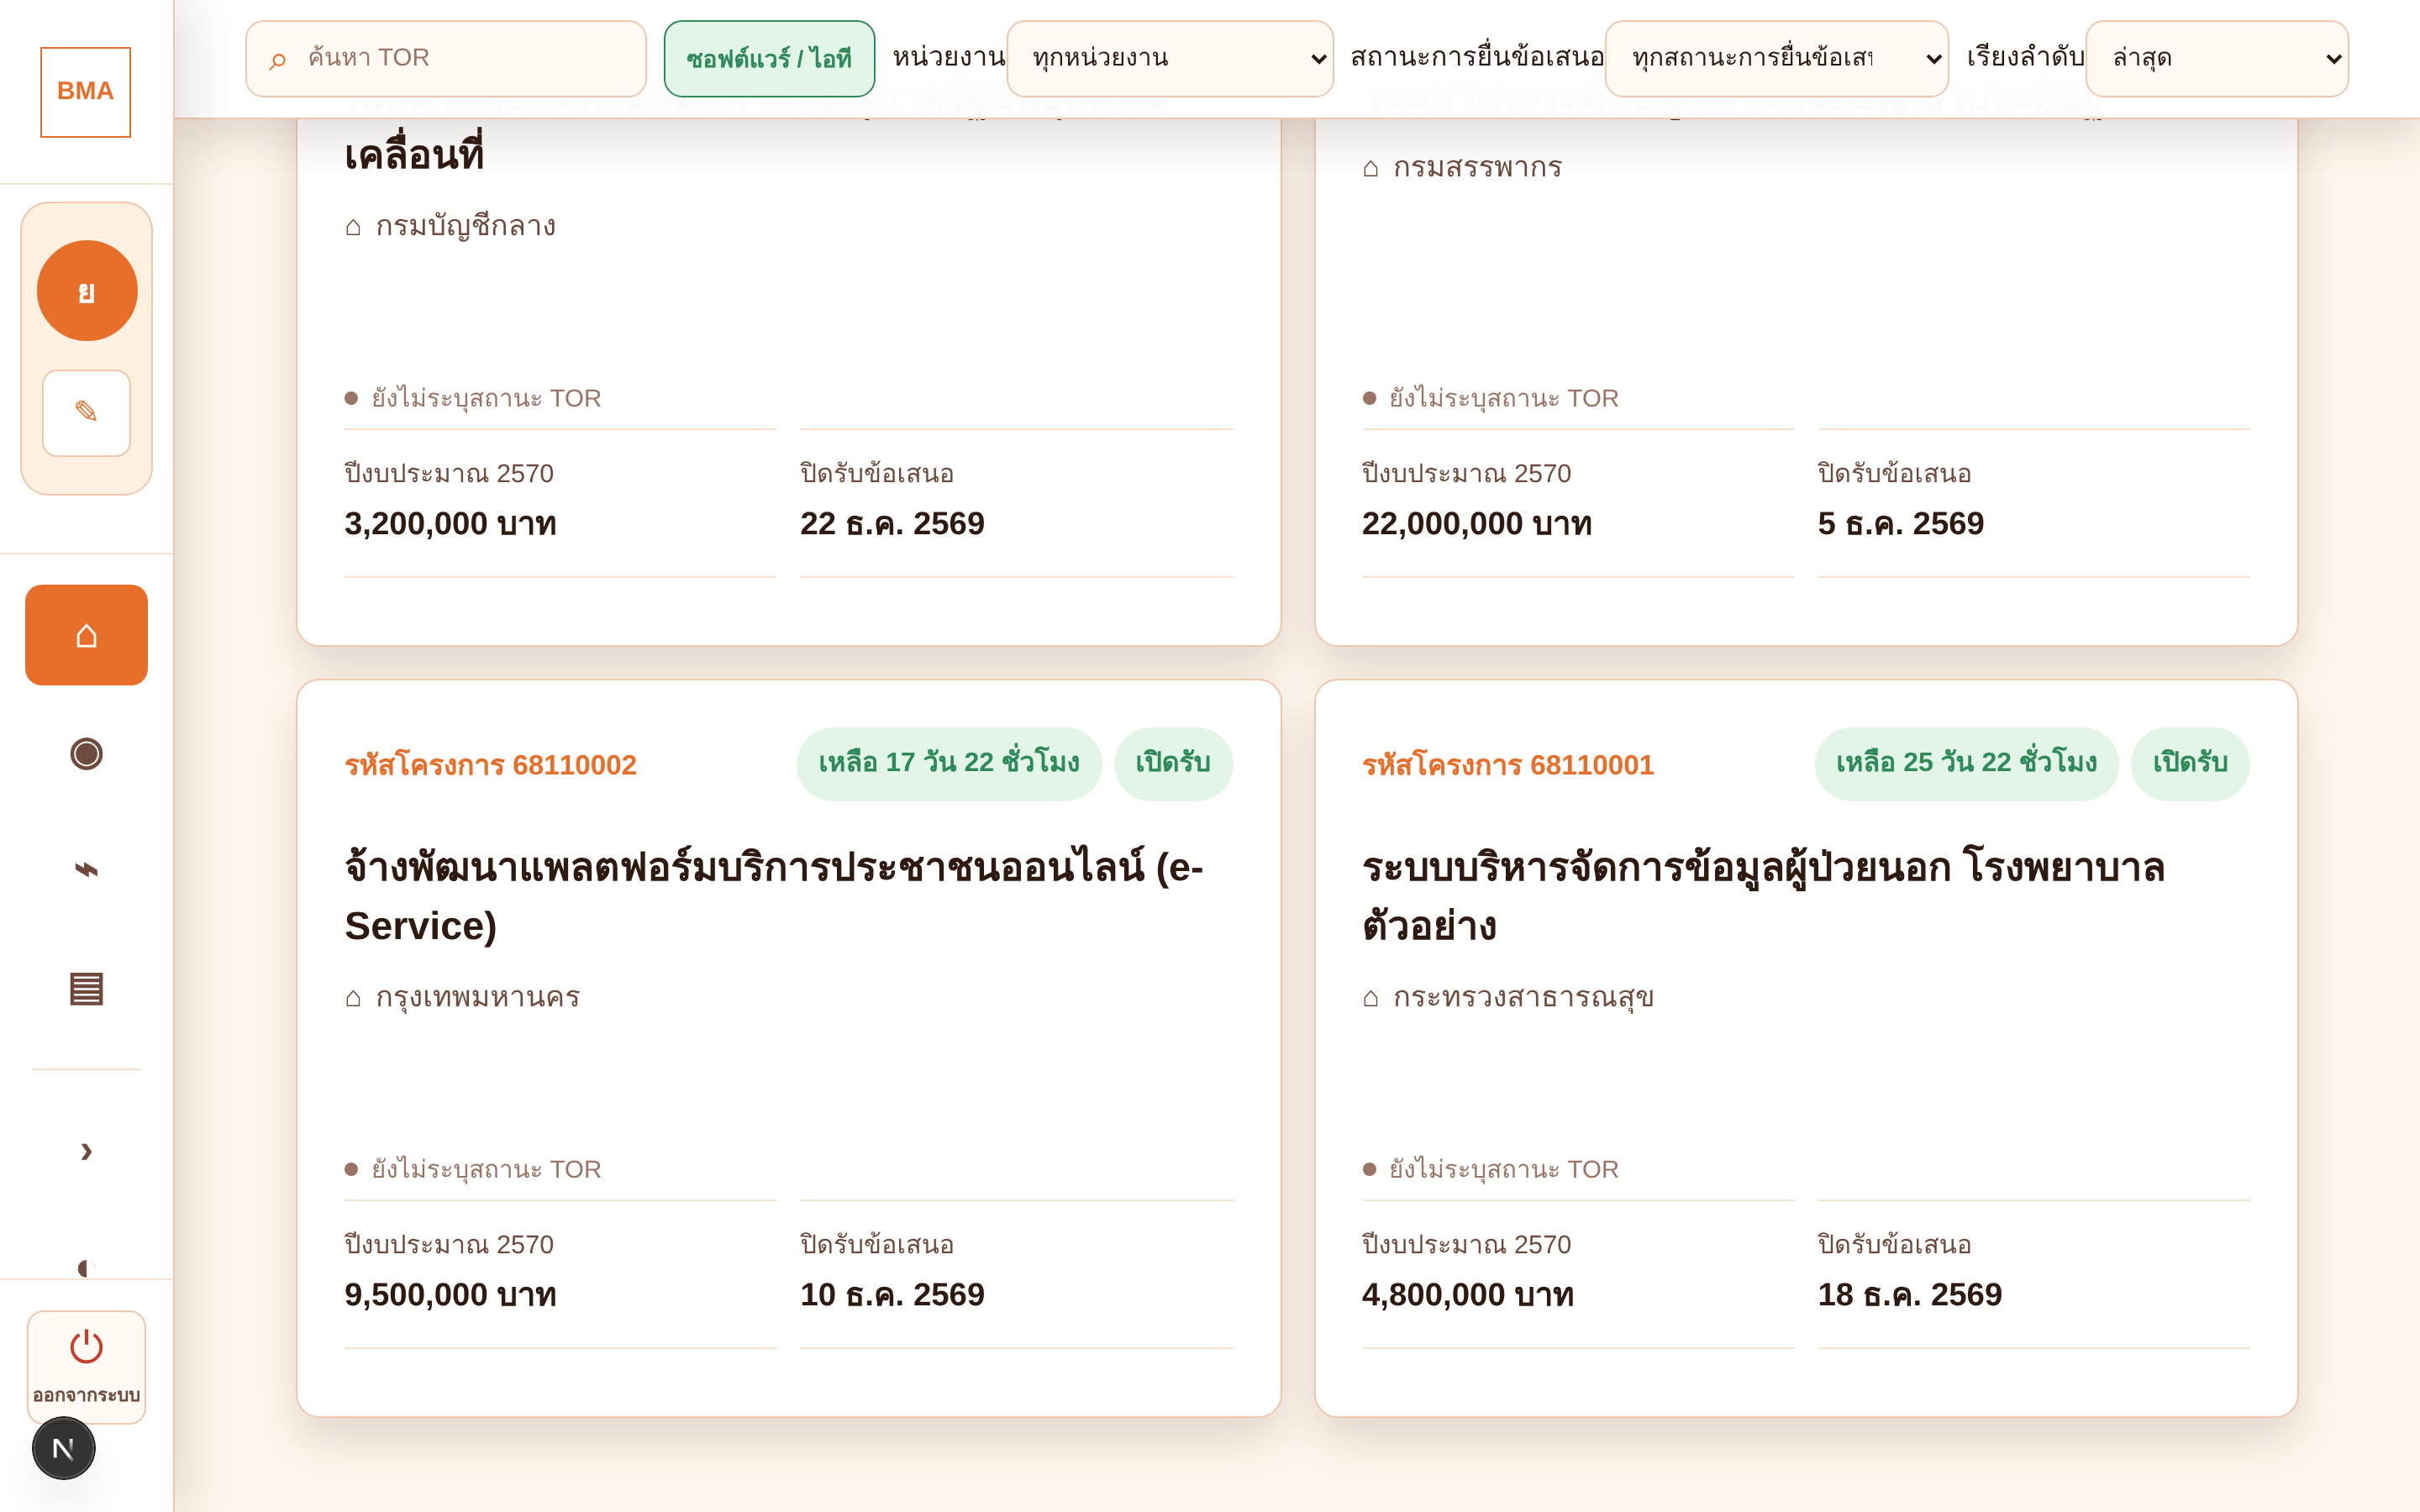 BMA
ค้นหา TOR
ซอฟต์แวร์ / ไอที
หน่วยงาน
ทุกหน่วยงาน
สถานะการยื่นข้อเสนอ
ทุกสถานะการยื่นข้อเส
เรียงลำดับ
ล่าสุด
ย
เคลื่อนที่
กรมบัญชีกลาง
ยังไม่ระบุสถานะ TOR
ปีงบประมาณ 2570
3,200,000 บาท
ปิดรับข้อเสนอ
22 ธ.ค. 2569
กรมสรรพากร
ยังไม่ระบุสถานะ TOR
ปีงบประมาณ 2570
22,000,000 บาท
ปิดรับข้อเสนอ
5 ธ.ค. 2569
รหัสโครงการ 68110002
เหลือ 17 วัน 22 ชั่วโมง
เปิดรับ
จ้างพัฒนาแพลตฟอร์มบริการประชาชนออนไลน์ (e-
Service)
กรุงเทพมหานคร
ยังไม่ระบุสถานะ TOR
ปีงบประมาณ 2570
9,500,000 บาท
ปิดรับข้อเสนอ
10 ธ.ค. 2569
รหัสโครงการ 68110001
เหลือ 25 วัน 22 ชั่วโมง
เปิดรับ
ระบบบริหารจัดการข้อมูลผู้ป่วยนอก โรงพยาบาล
ตัวอย่าง
กระทรวงสาธารณสุข
ยังไม่ระบุสถานะ TOR
ปีงบประมาณ 2570
4,800,000 บาท
ปิดรับข้อเสนอ
18 ธ.ค. 2569
ออกจากระบบ
N